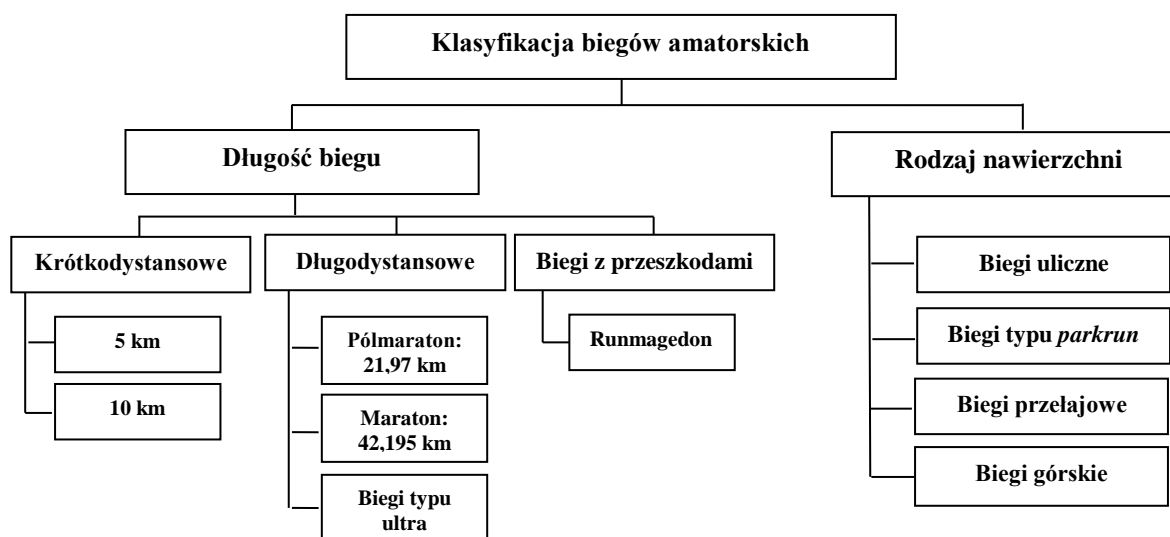 Klasyfikacja biegów amatorskich
Długość biegu
Rodzaj nawierzchni
Krótkodystansowe
Długodystansowe
Biegi z przeszkodami
5 km
10 km
Pólmaraton:
21,97 km
Maraton:
42,195 km
Biegi typu
ultra
Runmagedon
Biegi uliczne
Biegi typu parkrun
Biegi przełajowe
Biegi górskie